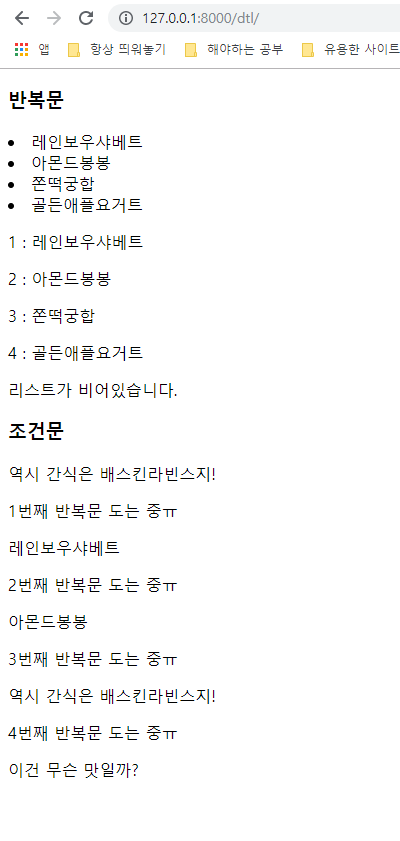 127.0.0.1:8000/dtl/
앱 항상 띄워놓기 해야하는 공부 유용한 사이트
반복문
레인보우샤베트
아몬드봉봉
쫀떡궁합
골든애플요거트
1 : 레인보우샤베트
2 : 아몬드봉봉
3 : 쫀떡궁합
4 : 골든애플요거트
리스트가 비어있습니다.
조건문
역시 간식은 배스킨라빈스지!
1번째 반복문 도는 중ㅠ
레인보우샤베트
2번째 반복문 도는 중ㅠ
아몬드봉봉
3번째 반복문 도는 중ㅠ
역시 간식은 배스킨라빈스지!
4번째 반복문 도는 중ㅠ
이건 무슨 맛일까?